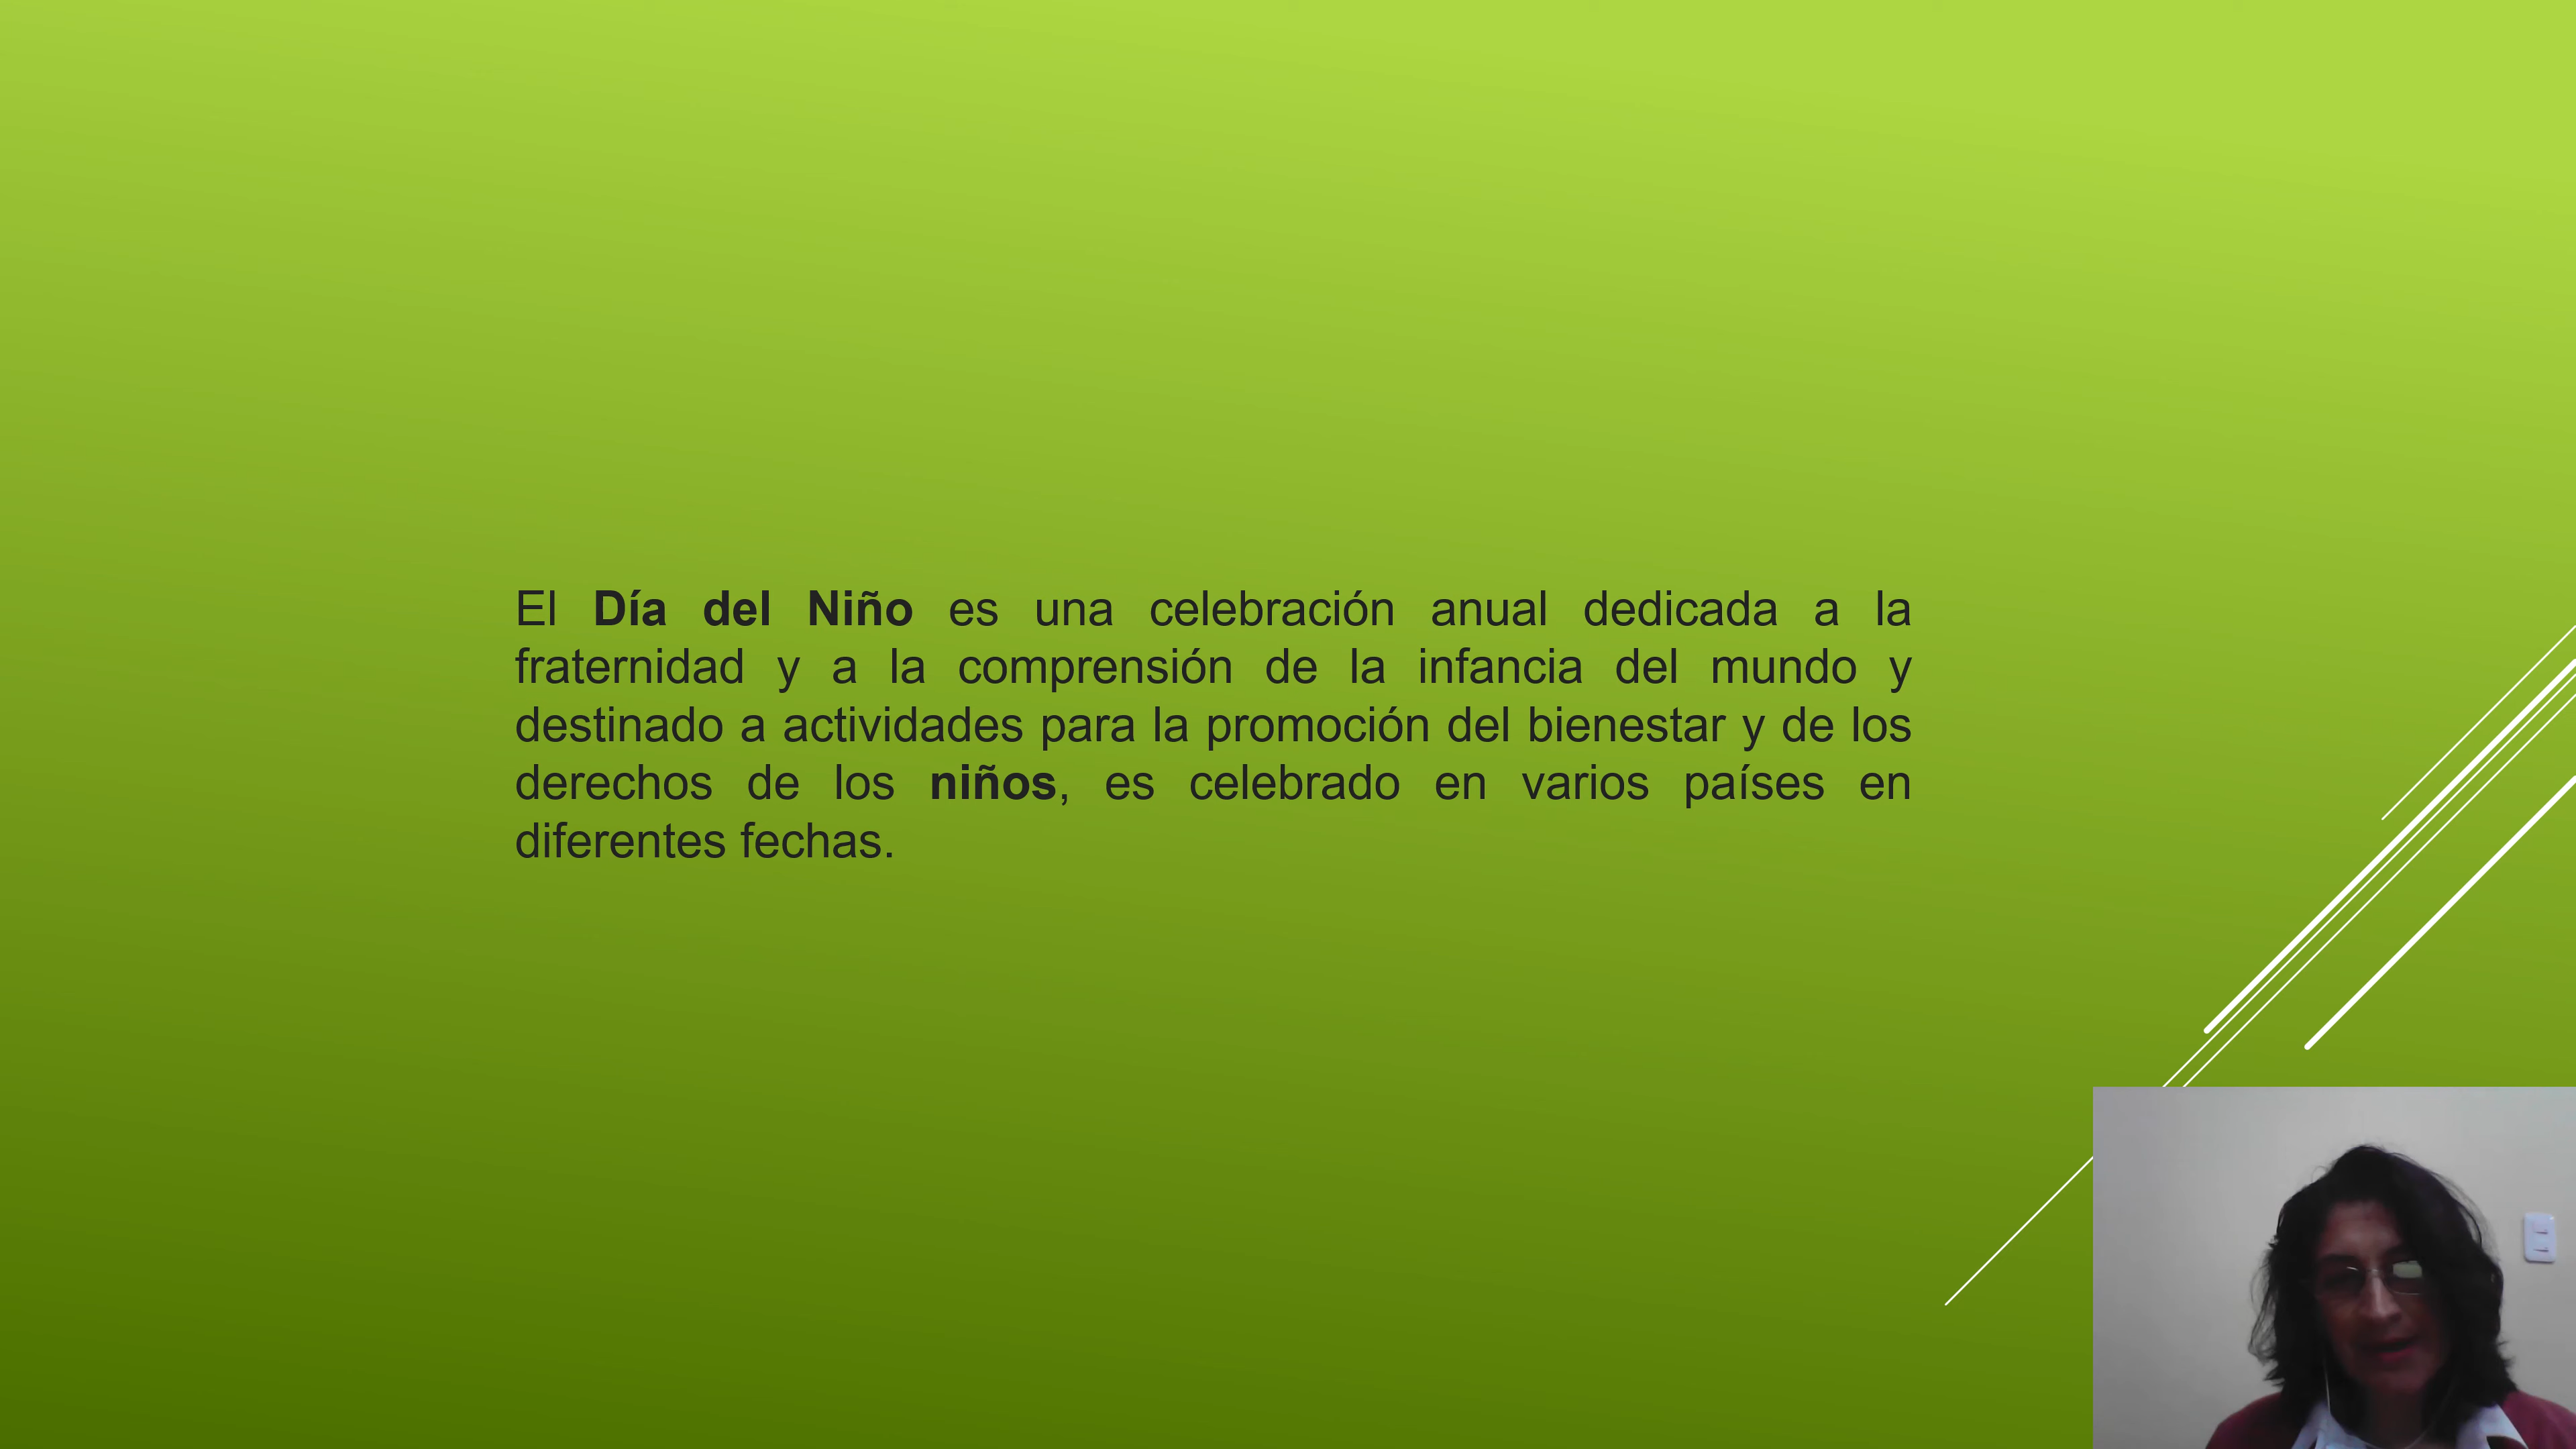 El Día del Niño es una celebración anual dedicada a la
fraternidad y a la comprensión de la infancia del mundo y
destinado a actividades para la promoción del bienestar y de los
derechos de los niños, es celebrado en varios países en
diferentes fechas.